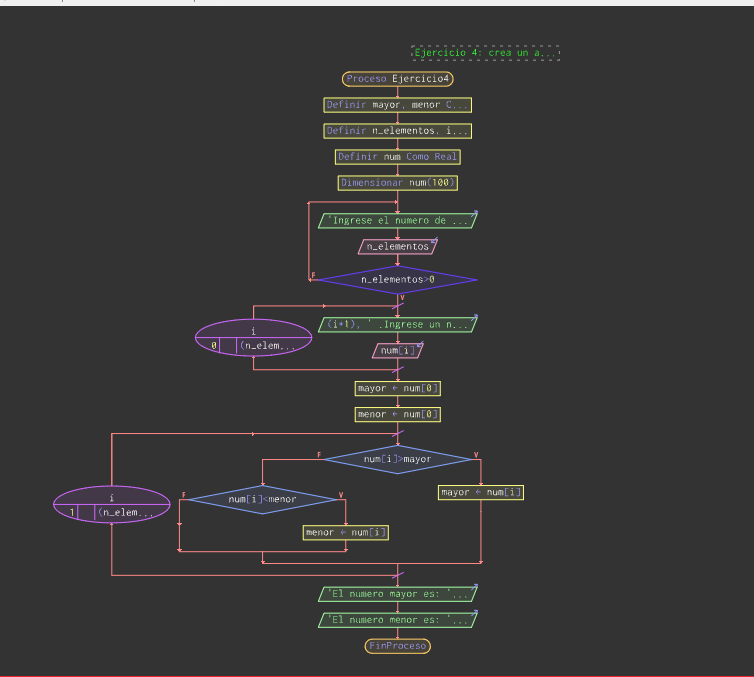 Ejercicio 4: crea un a...
Proceso Ejercicio4
Definir mayor, menor C...
Definir n_elementos, i...
Definir num Como Real
Dimensionar num(100)
'Ingrese el numero de ...
n_elementos
F
n_elementos>0
V
i
0 (n_elem...
(i+1), ' .Ingrese un n...
num[i]
mayor ← num[0]
menor ← num[0]
F
num[i]>mayor
V
i
1 (n_elem...
F
num[i]<menor
V
mayor ← num[i]
menor ← num[i]
'El numero mayor es: '...
'El numero menor es: '...
FinProceso